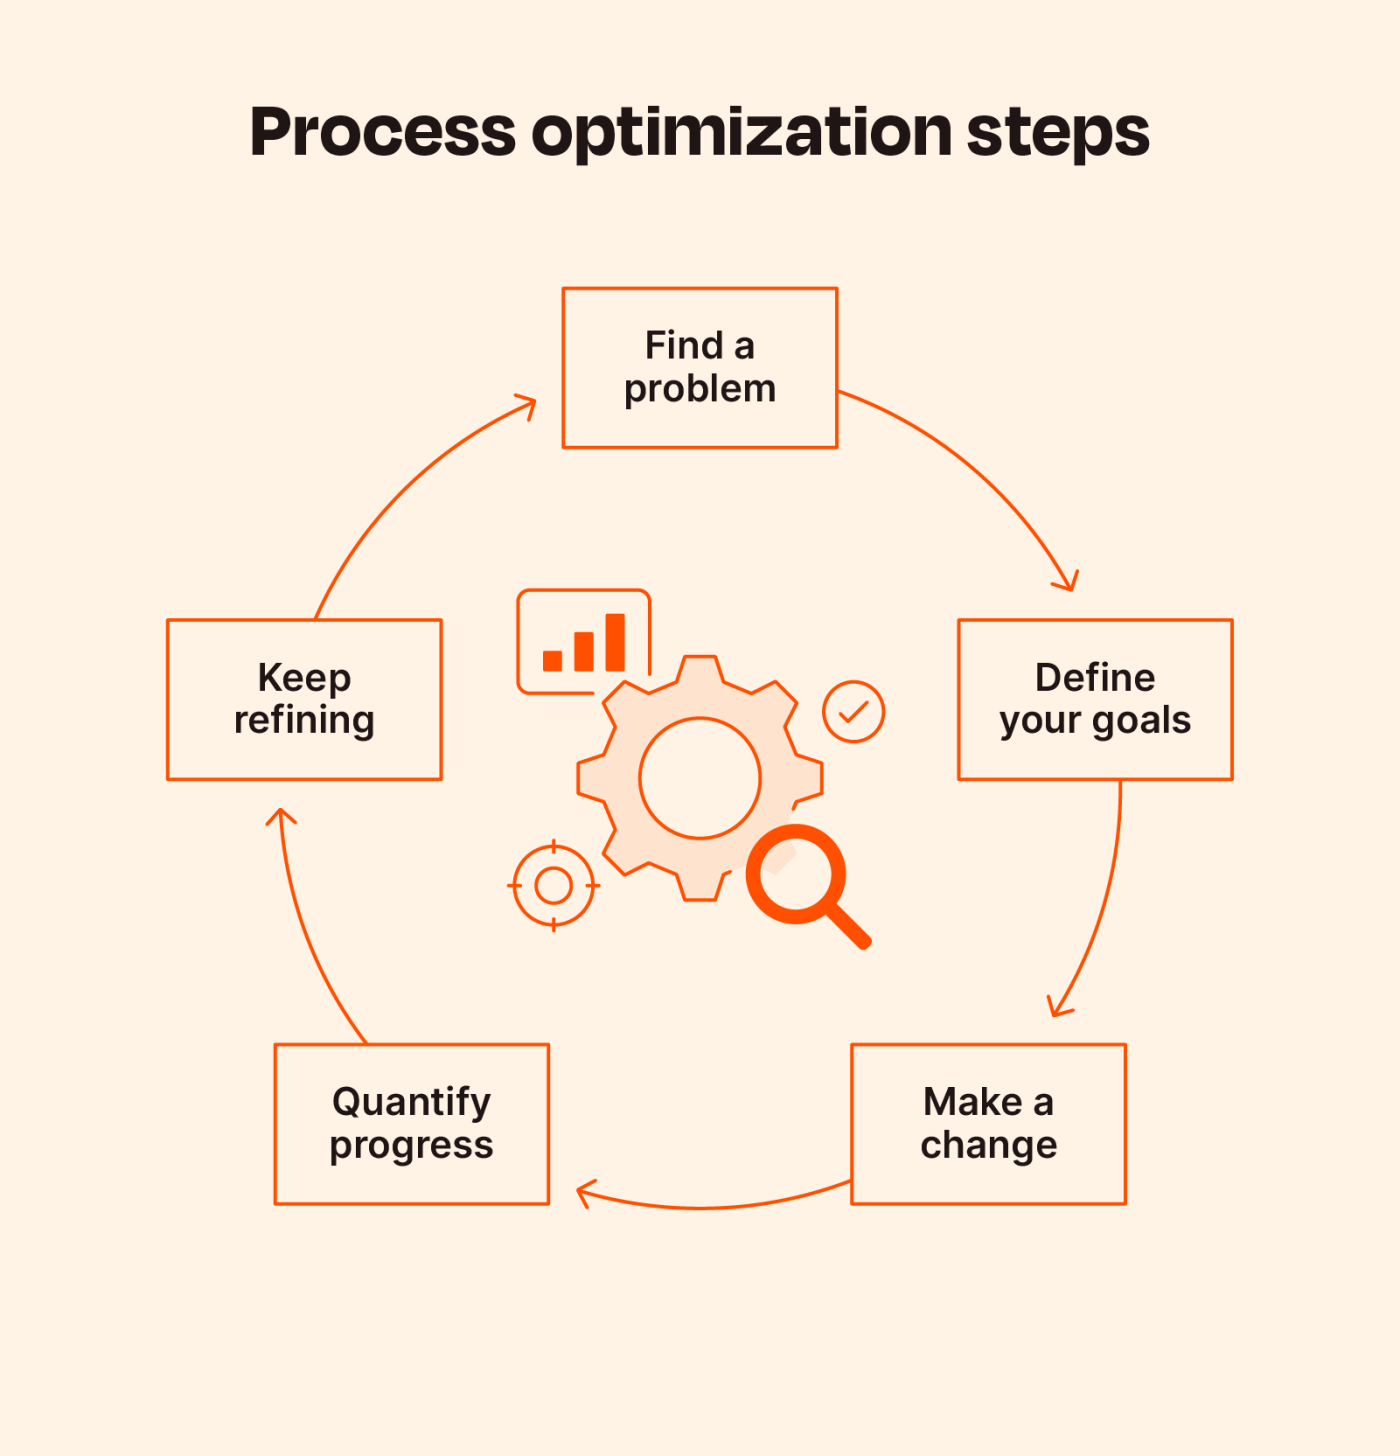 Process optimization steps
Find a
problem
Define
your goals
Make a
change
Quantify
progress
Keep
refining